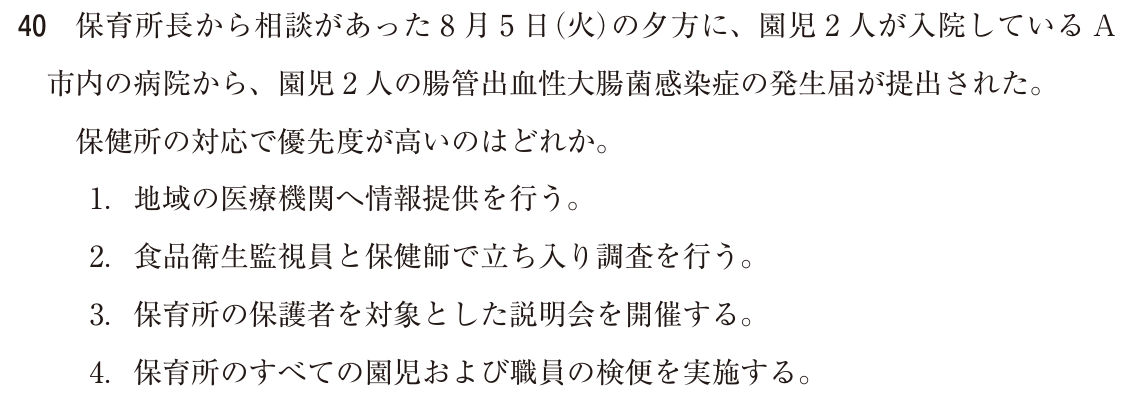 40 保育所長から相談があった8月5日(火)の夕方に、園児2人が入院しているA
市内の病院から、園児2人の腸管出血性大腸菌感染症の発生届が提出された。
保健所の対応で優先度が高いのはどれか。
1. 地域の医療機関へ情報提供を行う。
2. 食品衛生監視員と保健師で立ち入り調査を行う。
3. 保育所の保護者を対象とした説明会を開催する。
4. 保育所のすべての園児および職員の検便を実施する。